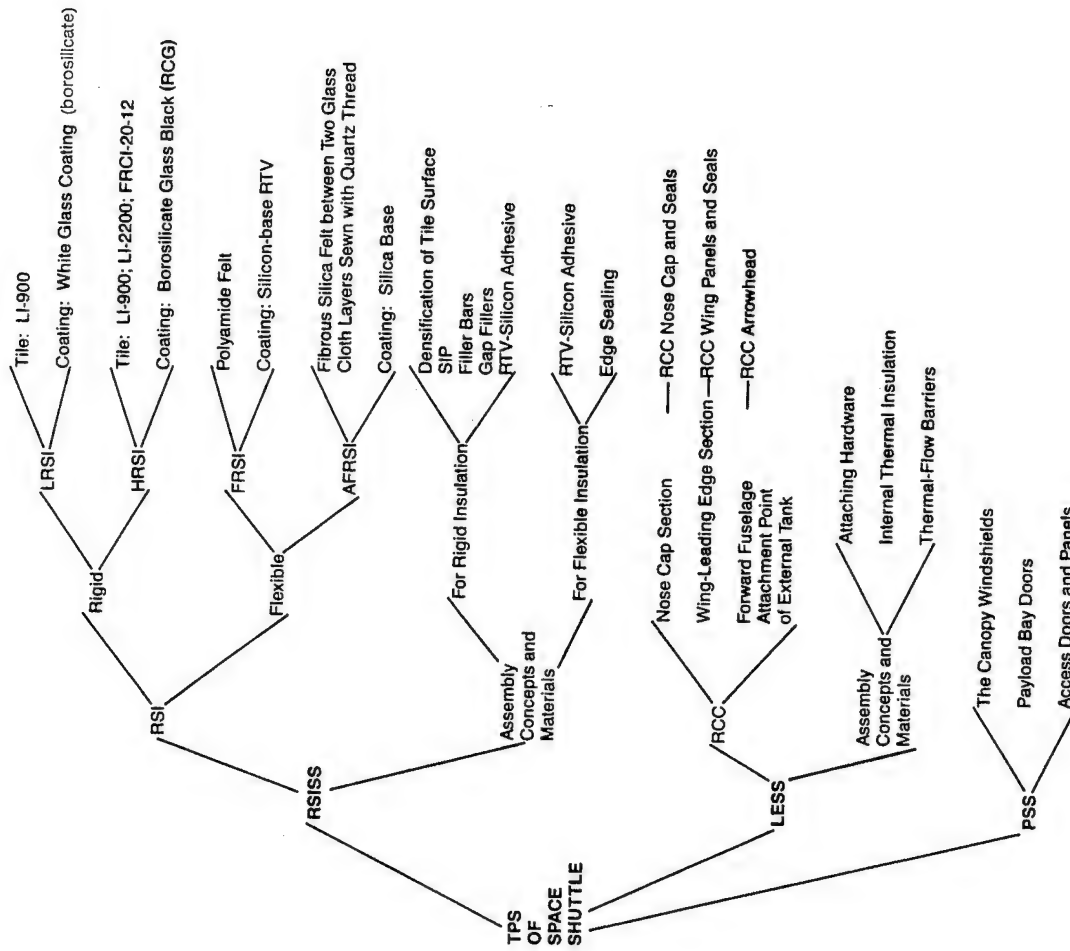 TPS
OF
SPACE
SHUTTLE
RSISS
RSI
Rigid
LRSI
Tile: LI-900
Coating: White Glass Coating (borosilicate)
HRSI
Tile: LI-900; LI-2200; FRCI-20-12
Coating: Borosilicate Glass Black (RCG)
Flexible
FRSI
Polyamide Felt
Coating: Silicon-base RTV
AFRSI
Fibrous Silica Felt between Two Glass
Cloth Layers Sewn with Quartz Thread
Coating: Silica Base
Assembly
Concepts and
Materials
For Rigid Insulation
Densification of Tile Surface
SIP
Filler Bars
Gap Fillers
RTV-Silicon Adhesive
For Flexible Insulation
RTV-Silicon Adhesive
Edge Sealing
LESS
RCC
Nose Cap Section — RCC Nose Cap and Seals
Wing-Leading Edge Section — RCC Wing Panels and Seals
Forward Fuselage — RCC Arrowhead
Attachment Point
of External Tank
Assembly
Concepts and
Materials
Attaching Hardware
Internal Thermal Insulation
Thermal-Flow Barriers
PSS
The Canopy Windshields
Payload Bay Doors
Access Doors and Panels